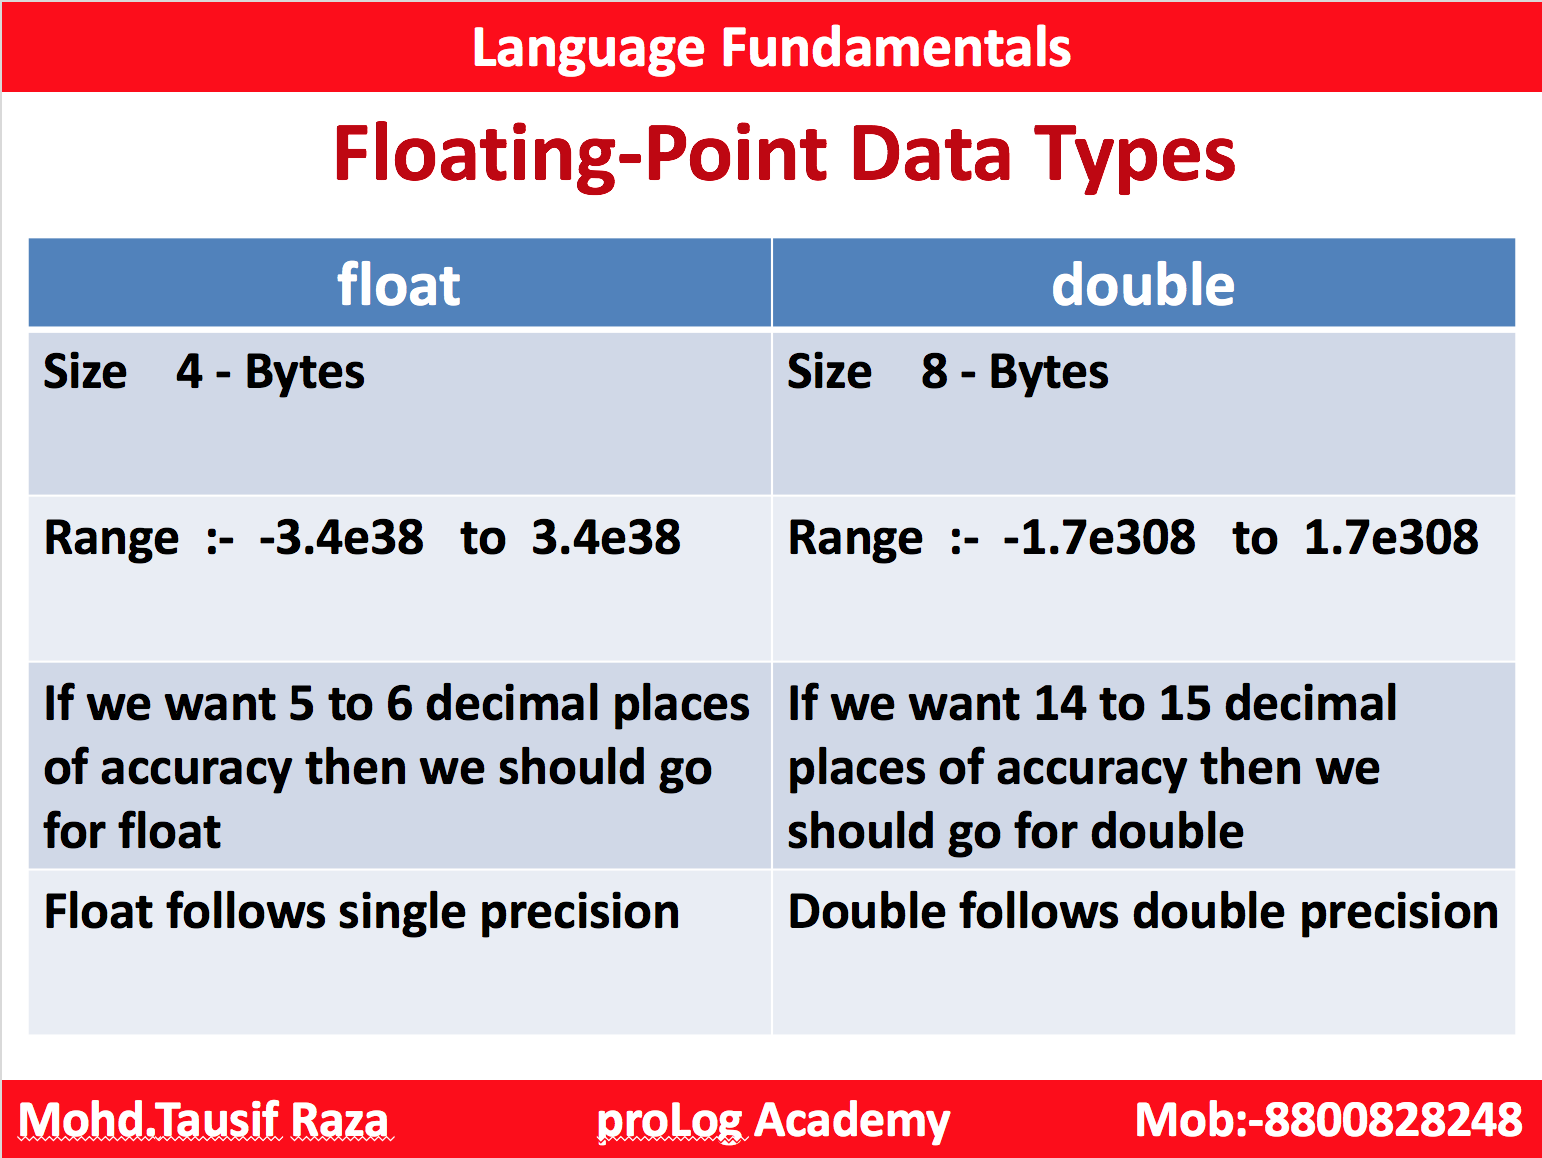 Language Fundamentals
Floating-Point Data Types
float
double
Size 4 - Bytes
Size 8 - Bytes
Range :- -3.4e38 to 3.4e38
Range :- -1.7e308 to 1.7e308
If we want 5 to 6 decimal places
of accuracy then we should go
for float
If we want 14 to 15 decimal
places of accuracy then we
should go for double
Float follows single precision
Double follows double precision
Mohd.Tausif Raza
proLog Academy
Mob:-8800828248